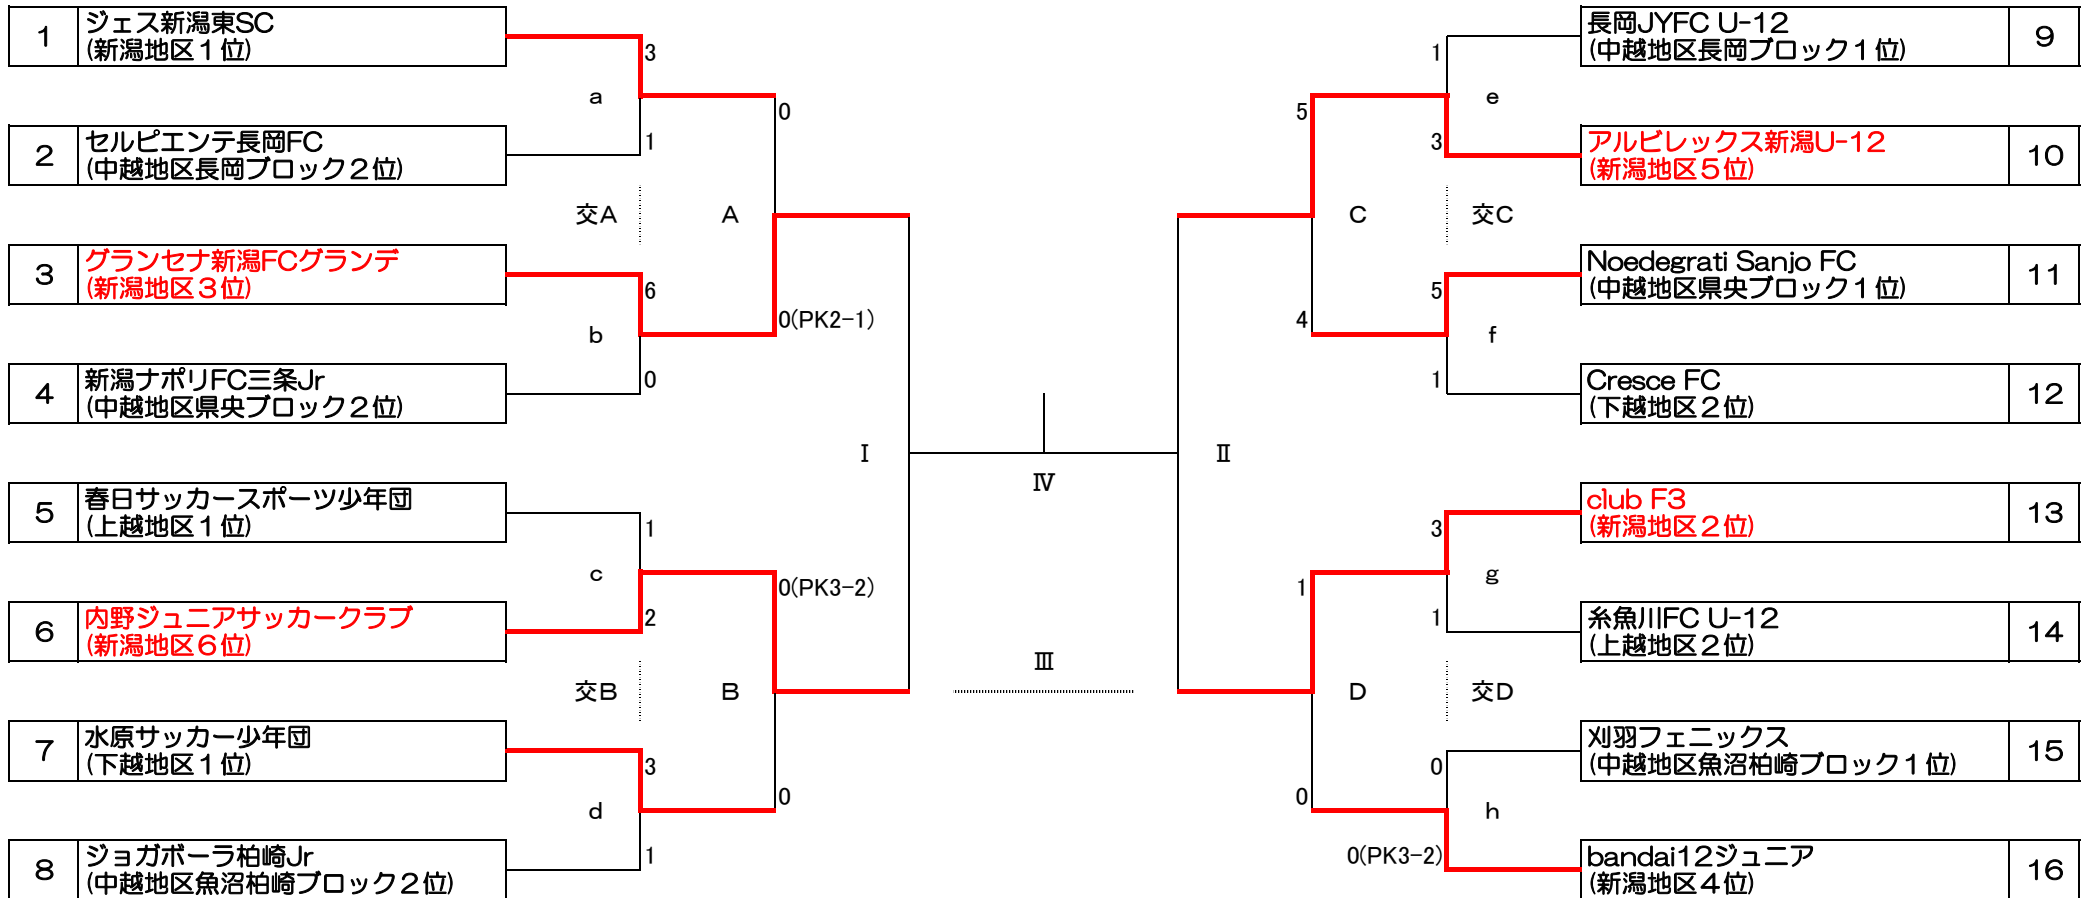 1
ジェス新潟東SC
(新潟地区１位)
3
a
0
2
セルピエンテ長岡FC
(中越地区長岡ブロック２位)
1
交A
A
3
グランセナ新潟FCグランデ
(新潟地区３位)
6
b
0(PK2-1)
4
新潟ナポリFC三条Jr
(中越地区県央ブロック２位)
0
Ⅰ
5
春日サッカースポーツ少年団
(上越地区１位)
1
c
0(PK3-2)
6
内野ジュニアサッカークラブ
(新潟地区６位)
2
交B
B
7
水原サッカー少年団
(下越地区１位)
3
d
0
8
ジョガボーラ柏崎Jr
(中越地区魚沼柏崎ブロック２位)
1
Ⅳ
Ⅲ
長岡JYFC U-12
(中越地区長岡ブロック１位)
9
1
e
5
アルビレックス新潟U-12
(新潟地区５位)
10
3
C
交C
Noedegrati Sanjo FC
(中越地区県央ブロック１位)
11
5
4
f
Cresce FC
(下越地区２位)
12
1
Ⅱ
club F3
(新潟地区２位)
13
3
1
g
糸魚川FC U-12
(上越地区２位)
14
1
D
交D
刈羽フェニックス
(中越地区魚沼柏崎ブロック１位)
15
0
0
h
bandai12ジュニア
(新潟地区４位)
16
0(PK3-2)